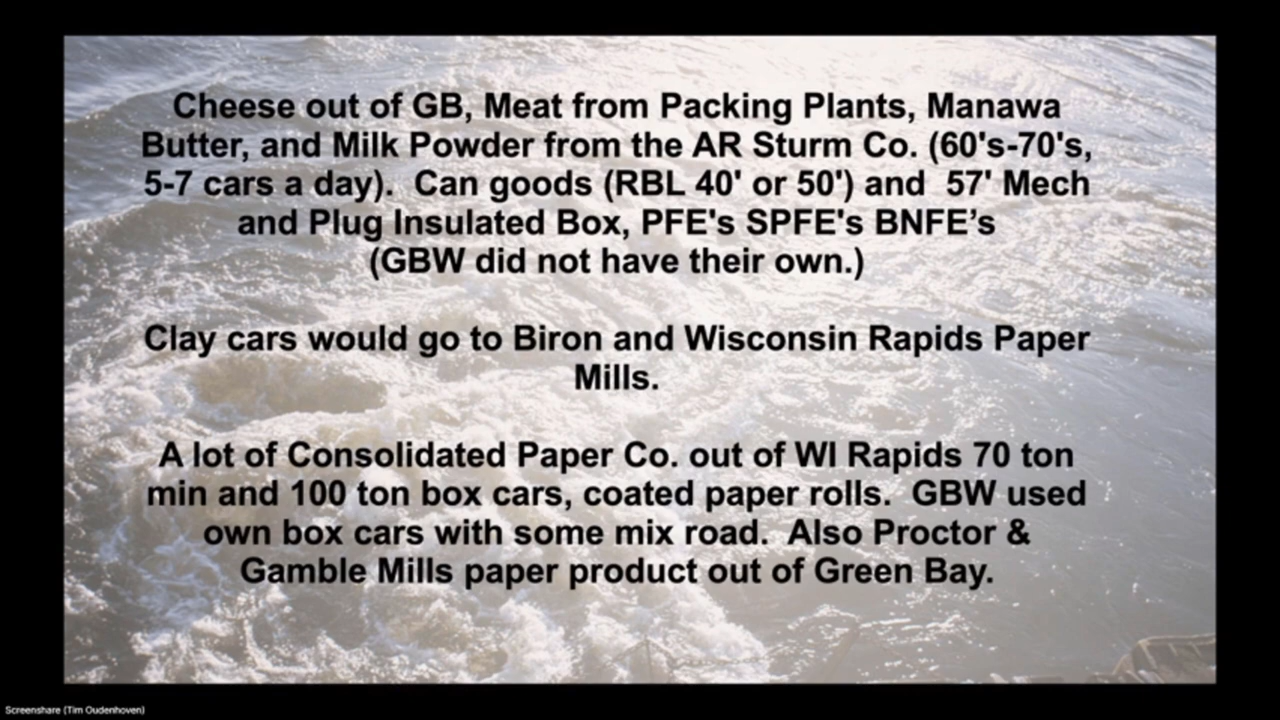 Cheese out of GB, Meat from Packing Plants, Manawa
Butter, and Milk Powder from the AR Sturm Co. (60's-70's,
5-7 cars a day).  Can goods (RBL 40' or 50') and  57' Mech
and Plug Insulated Box, PFE's SPFE's BNFE’s
(GBW did not have their own.)
Clay cars would go to Biron and Wisconsin Rapids Paper
Mills.
A lot of Consolidated Paper Co. out of WI Rapids 70 ton
min and 100 ton box cars, coated paper rolls.  GBW used
own box cars with some mix road.  Also Proctor &
Gamble Mills paper product out of Green Bay.
Screenshare (Tim Oudenhoven)